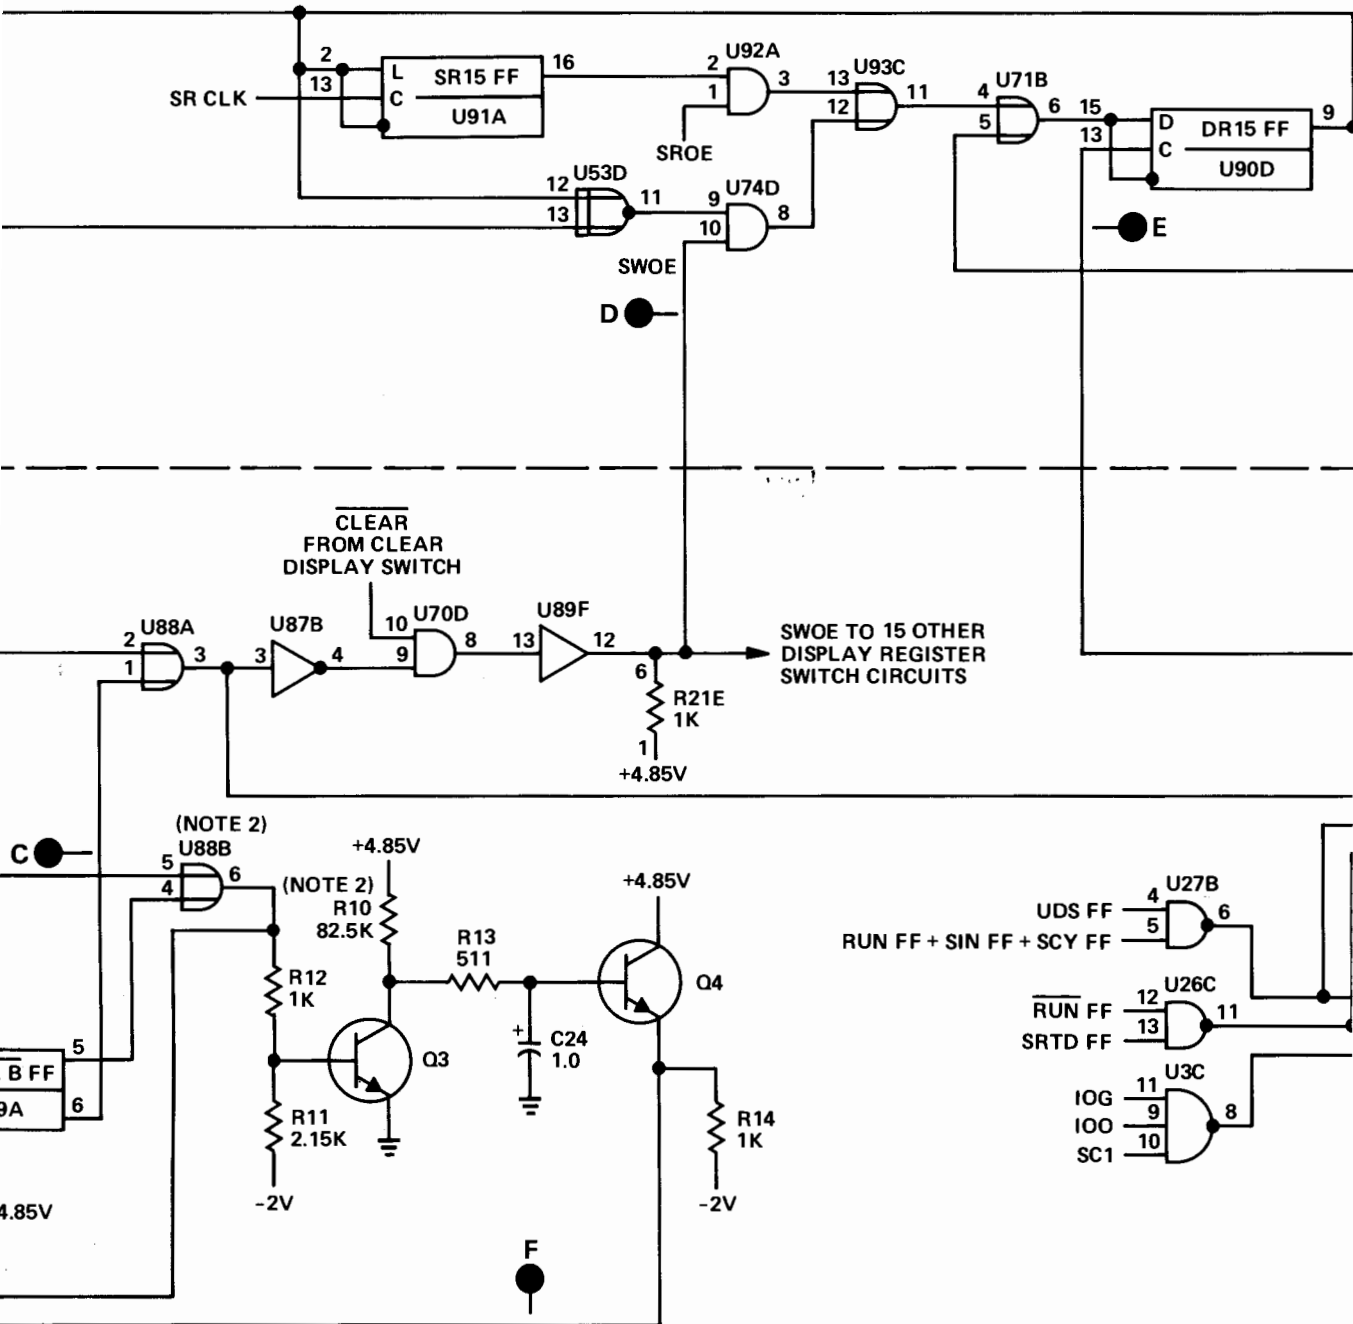 2
13
SR CLK
L
C
SR15 FF
U91A
16
U92A
2
1
3
SROE
U93C
13
12
11
U71B
4
5
6
15
13
D
C
DR15 FF
U90D
9
U53D
12
13
11
U74D
9
10
8
SWOE
D
E
CLEAR
FROM CLEAR
DISPLAY SWITCH
U88A
2
1
3
U87B
3
4
U70D
10
9
8
U89F
13
12
SWOE TO 15 OTHER
DISPLAY REGISTER
SWITCH CIRCUITS
6
R21E
1K
1
+4.85V
C
(NOTE 2)
U88B
5
4
6
+4.85V
(NOTE 2)
R10
82.5K
R13
511
+4.85V
Q4
R12
1K
Q3
+
C24
1.0
R11
2.15K
-2V
R14
1K
-2V
B FF
9A
5
6
4.85V
F
U27B
UDS FF
4
RUN FF + SIN FF + SCY FF
5
6
U26C
RUN FF
12
SRTD FF
13
11
U3C
IOG
11
IOO
9
SC1
10
8